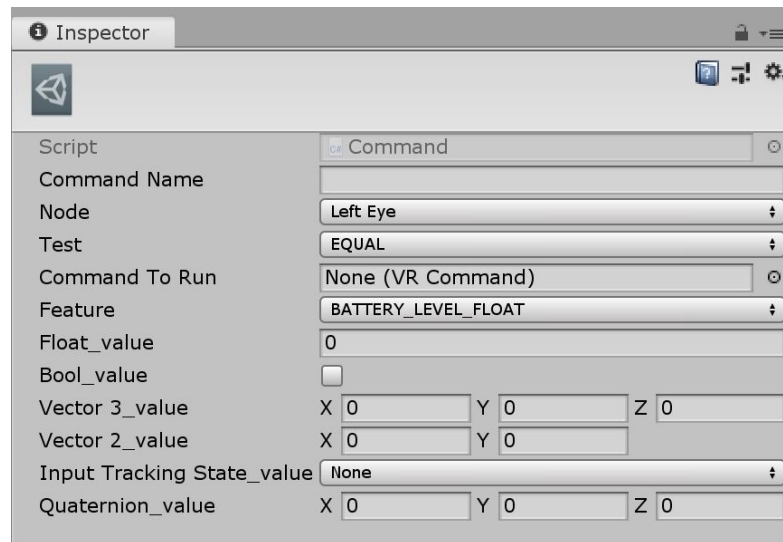 Inspector
Script C# Command
Command Name
Node Left Eye
Test EQUAL
Command To Run None (VR Command)
Feature BATTERY_LEVEL_FLOAT
Float_value 0
Bool_value
Vector 3_value X 0 Y 0 Z 0
Vector 2_value X 0 Y 0
Input Tracking State_value None
Quaternion_value X 0 Y 0 Z 0